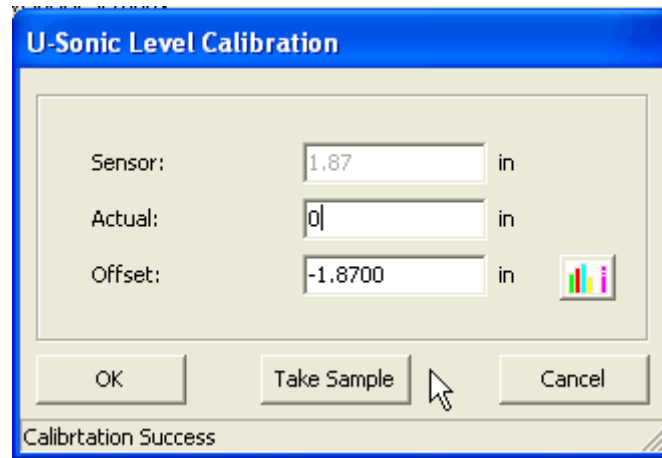 U-Sonic Level Calibration
Sensor: 1.87 in
Actual: 0 in
Offset: -1.8700 in
OK Take Sample Cancel
Calibrtation Success